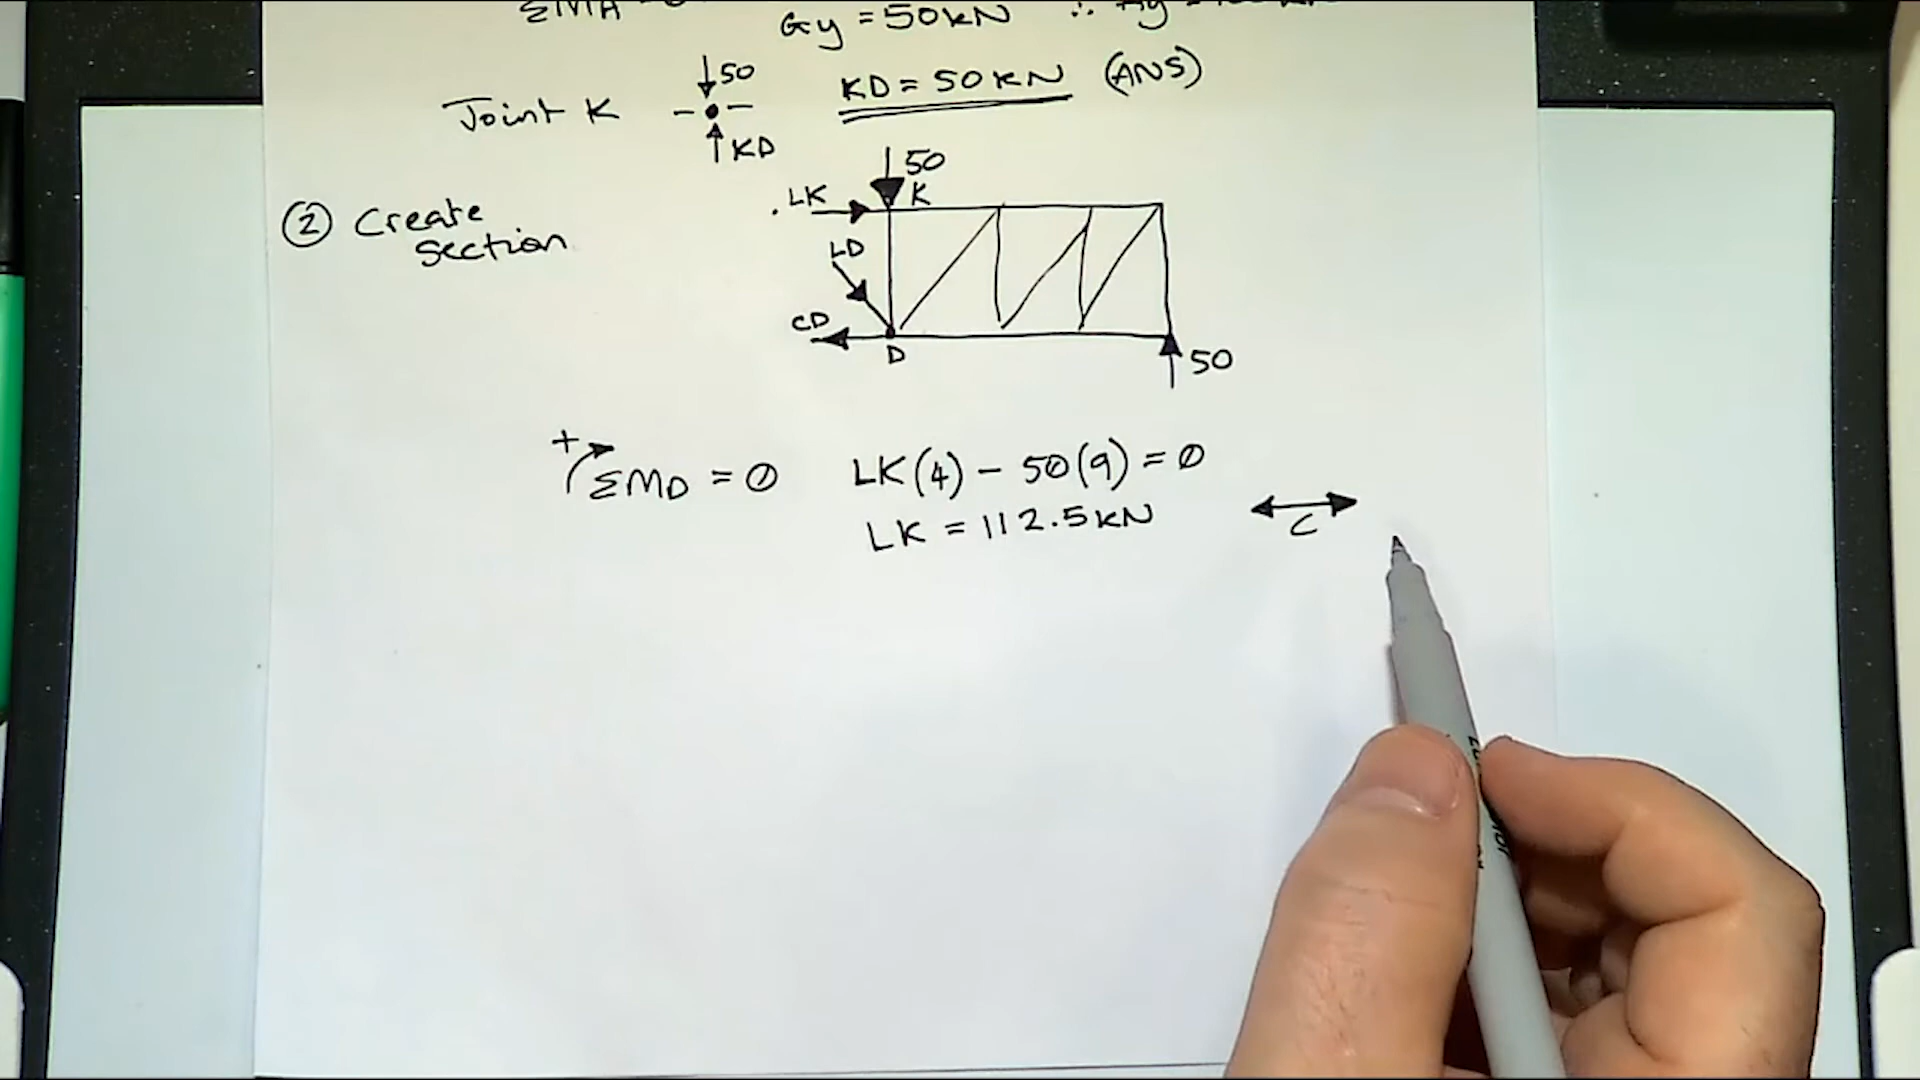 Gy = 50kN ∴
↓50
KD = 50kN (ANS)
Joint K
↑KD
50
LK K
② Create
section
LD
CD
D
50
+
ΣMD = 0 LK(4) - 50(9) = 0
LK = 112.5kN
C